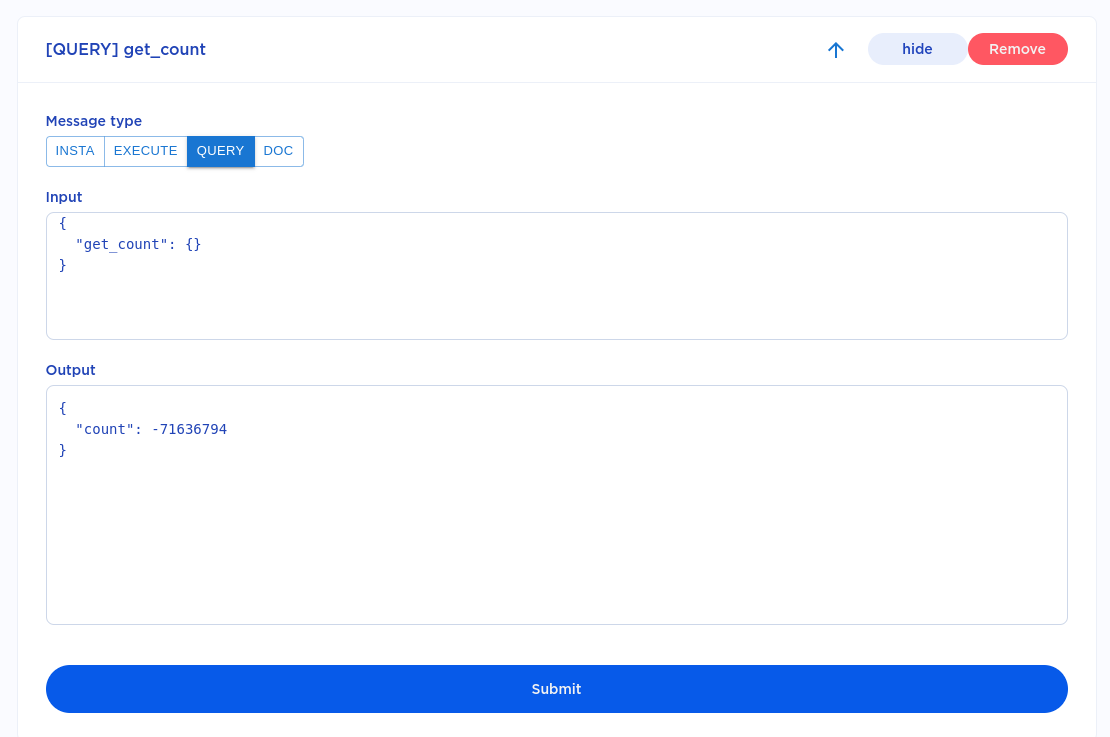 [QUERY] get_count
hide
Remove
Message type
INSTA
EXECUTE
QUERY
DOC
Input
{
  "get_count": {}
}
Output
{
  "count": -71636794
}
Submit